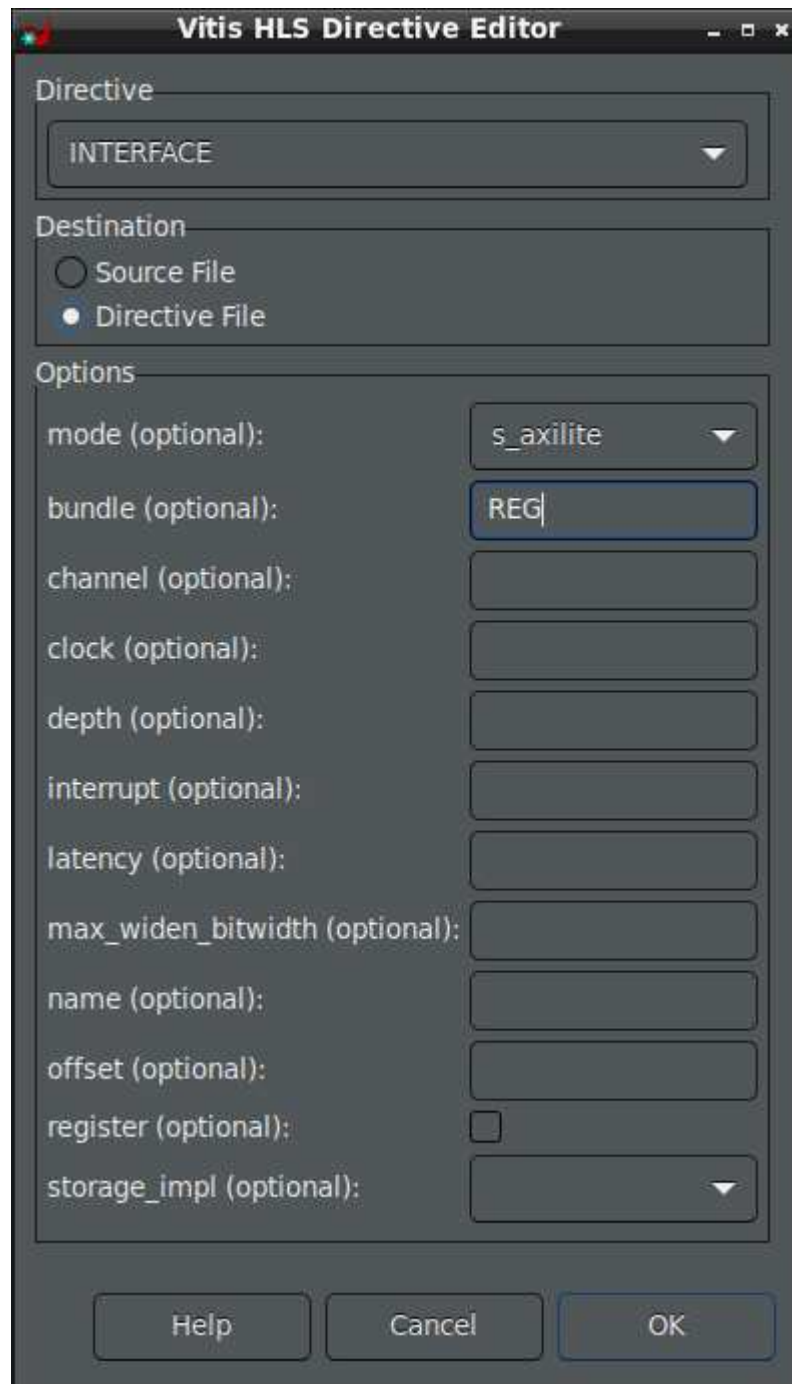 Vitis HLS Directive Editor
Directive
INTERFACE
Destination
Source File
Directive File
Options
mode (optional): s_axilite
bundle (optional): REG
channel (optional):
clock (optional):
depth (optional):
interrupt (optional):
latency (optional):
max_widen_bitwidth (optional):
name (optional):
offset (optional):
register (optional):
storage_impl (optional):
Help Cancel OK